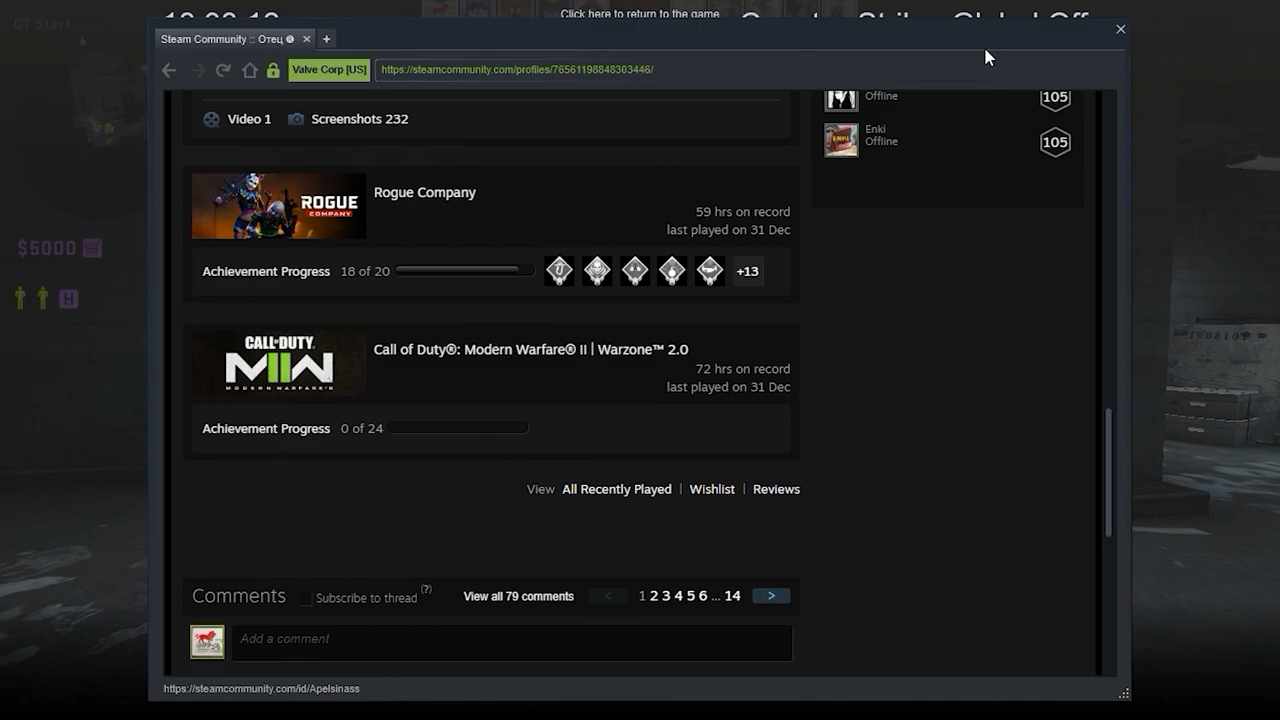 CT Start
Click here to return to the game
Steam Community :: Отец
Valve Corp [US]
https://steamcommunity.com/profiles/76561198848303446/
Video 1
Screenshots 232
Offline
105
Enki
Offline
105
ROGUE
COMPANY
Rogue Company
59 hrs on record
last played on 31 Dec
Achievement Progress 18 of 20
+13
$5000
H
CALL OF DUTY
MWII
MODERN WARFARE II
Call of Duty®: Modern Warfare® II | Warzone™ 2.0
72 hrs on record
last played on 31 Dec
Achievement Progress 0 of 24
View All Recently Played | Wishlist | Reviews
Comments
Subscribe to thread (?)
View all 79 comments
< 1 2 3 4 5 6 ... 14 >
Add a comment
https://steamcommunity.com/id/Apelsinass